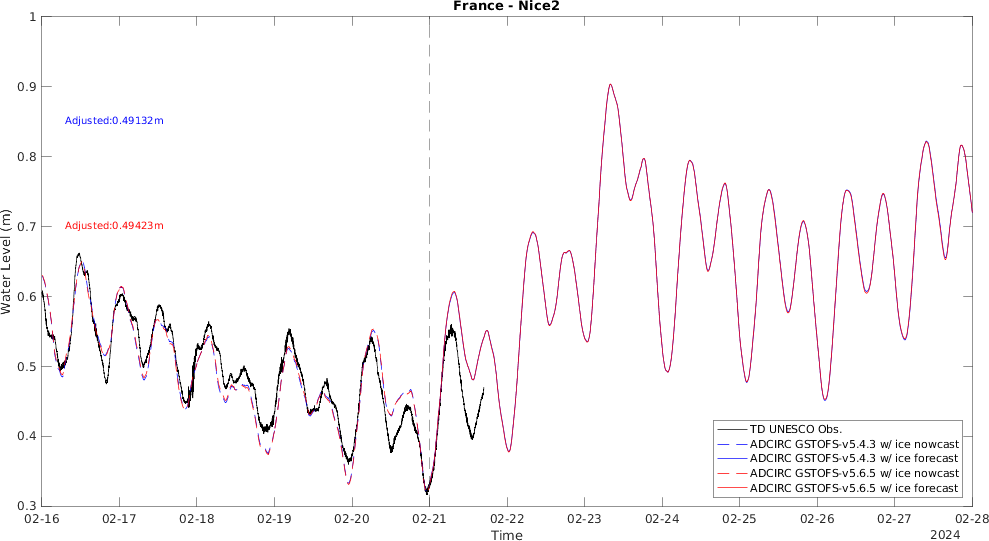 France - Nice2
1
0.9
0.8
0.7
0.6
0.5
0.4
0.3
Water Level (m)
Adjusted:0.49132m
Adjusted:0.49423m
TD UNESCO Obs.
ADCIRC GSTOFS-v5.4.3 w/ ice nowcast
ADCIRC GSTOFS-v5.4.3 w/ ice forecast
ADCIRC GSTOFS-v5.6.5 w/ ice nowcast
ADCIRC GSTOFS-v5.6.5 w/ ice forecast
02-16 02-17 02-18 02-19 02-20 02-21 02-22 02-23 02-24 02-25 02-26 02-27 02-28
Time
2024